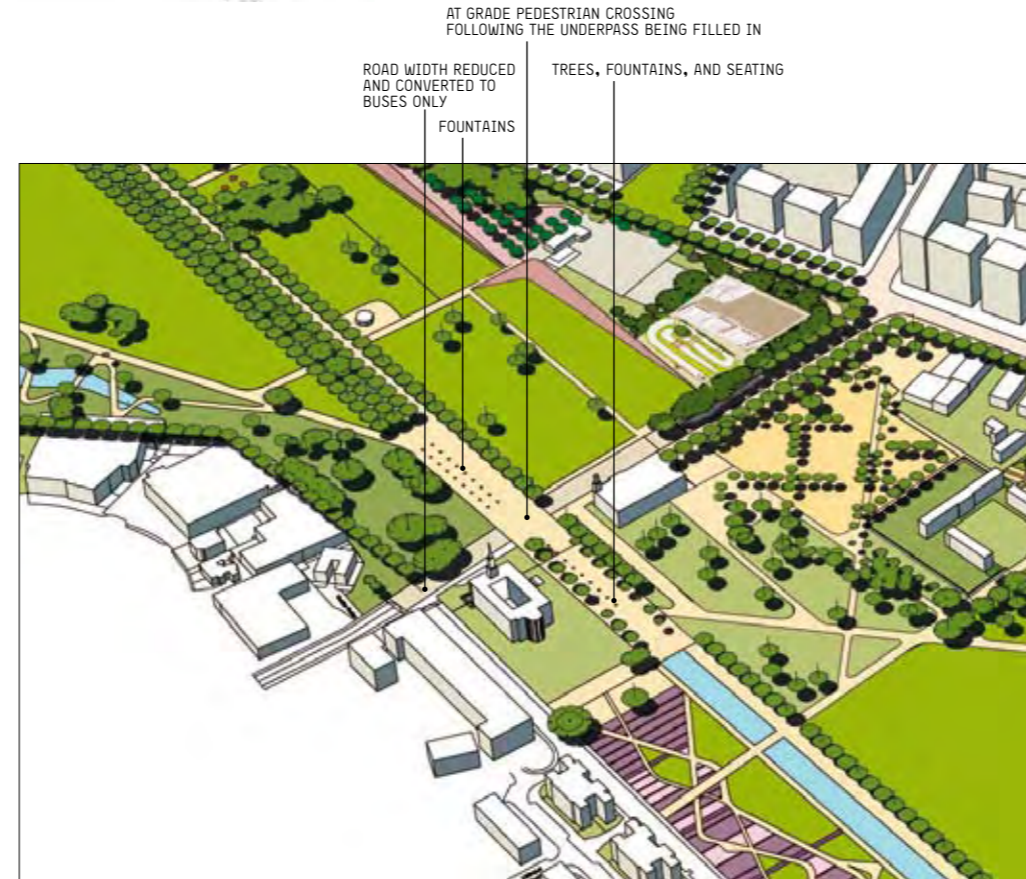 AT GRADE PEDESTRIAN CROSSING
FOLLOWING THE UNDERPASS BEING FILLED IN
ROAD WIDTH REDUCED
AND CONVERTED TO
BUSES ONLY
TREES, FOUNTAINS, AND SEATING
FOUNTAINS